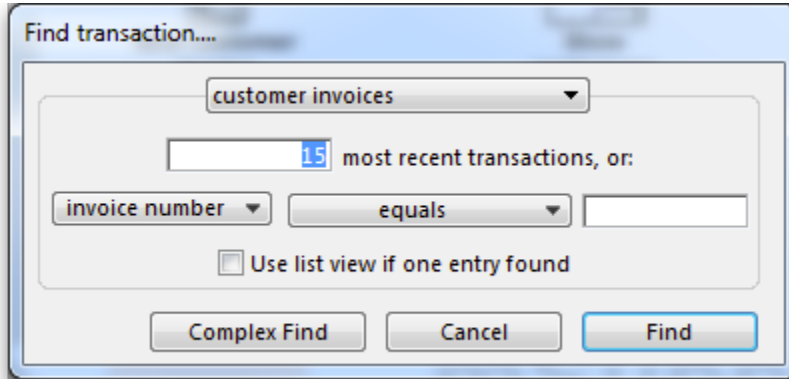 Find transaction....
customer invoices
15 most recent transactions, or:
invoice number equals
Use list view if one entry found
Complex Find Cancel Find